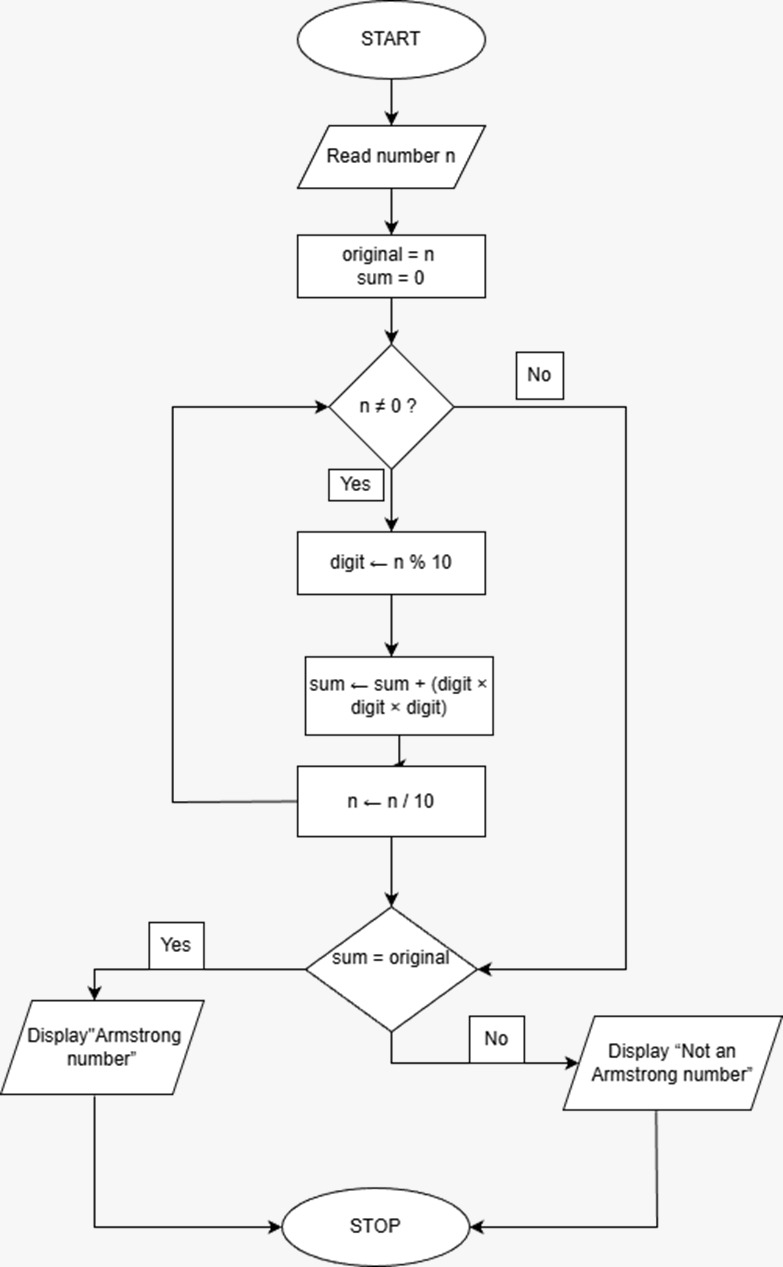 START
Read number n
original = n
sum = 0
n ≠ 0 ?
No
Yes
digit ← n % 10
sum ← sum + (digit ×
digit × digit)
n ← n / 10
sum = original
Yes
No
Display"Armstrong
number”
Display “Not an
Armstrong number”
STOP